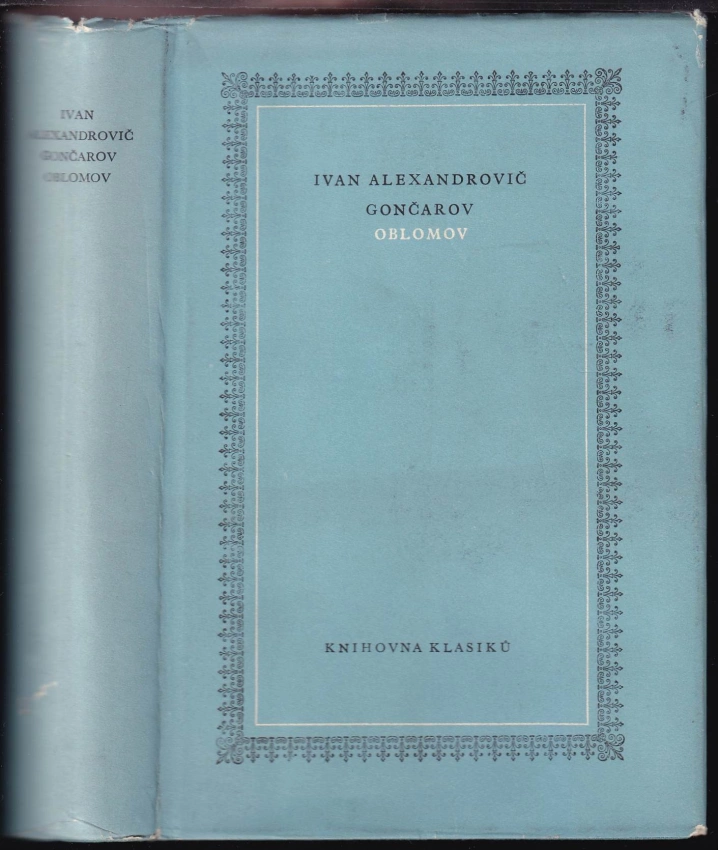 IVAN
ALEXANDROVIČ
GONČAROV
OBLOMOV
IVAN ALEXANDROVIČ
GONČAROV
OBLOMOV
KNIHOVNA KLASIKŮ